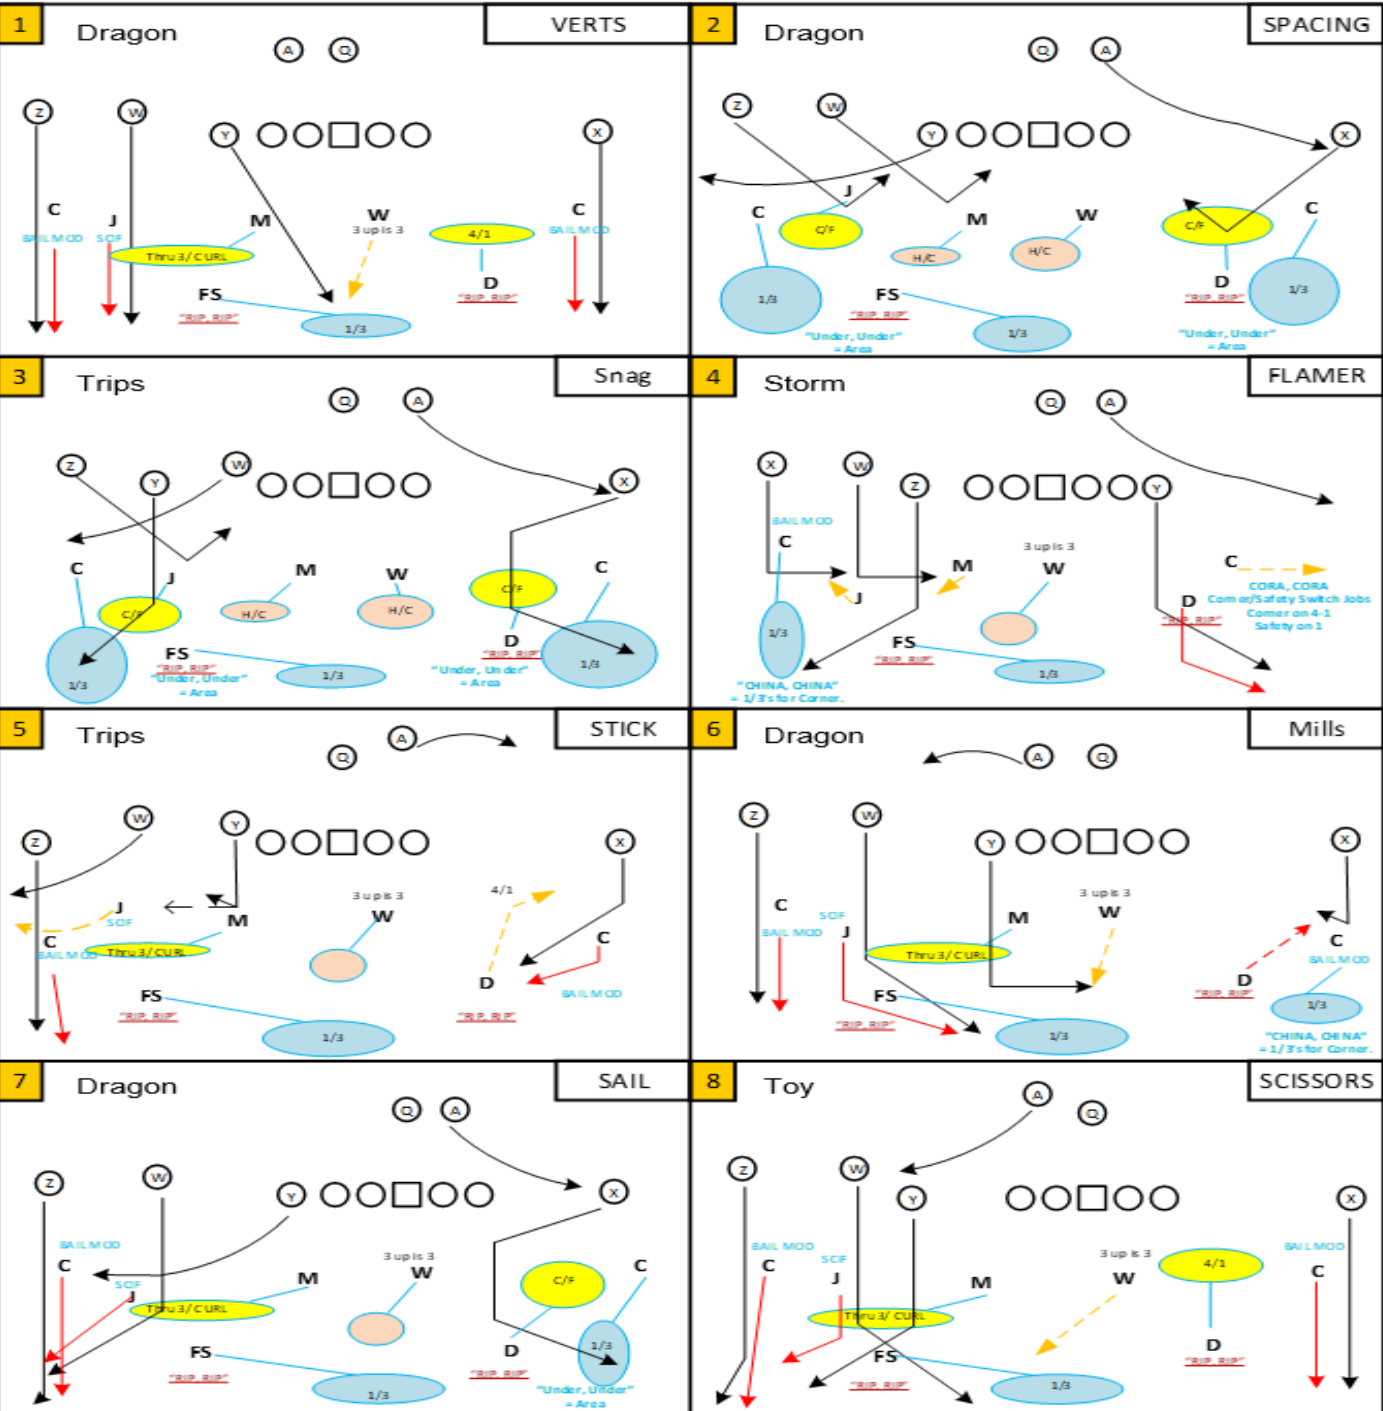 1
Dragon
VERTS
A
Q
Z
W
Y
X
C
BAIL MOD
J
SCIF
M
Thru 3/ CURL
W
3 up is 3
4/1
D
"RIP, RIP"
C
BAIL MOD
FS
"RIP, RIP"
1/3
2
Dragon
SPACING
Q
A
Z
W
Y
X
J
C
C/F
M
H/C
W
H/C
C/F
C
D
"RIP, RIP"
1/3
FS
"RIP, RIP"
1/3
1/3
"Under, Under"
= Area
"Under, Under"
= Area
3
Trips
Snag
Q
A
Z
Y
W
X
C
J
C/F
M
H/C
W
H/C
C/F
C
D
"RIP, RIP"
FS
"RIP, RIP"
1/3
1/3
1/3
"Under, Under"
= Area
"Under, Under"
= Area
4
Storm
FLAMER
Q
A
X
W
Z
Y
BAIL MOD
C
J
M
3 up is 3
W
C
CORA, CORA
Corner/Safety Switch Jobs
Corner on 4-1
Safety on 1
D
"RIP, RIP"
1/3
FS
"RIP, RIP"
1/3
"CHINA, CHINA"
= 1/3's for Corner.
5
Trips
STICK
A
Q
Z
W
Y
X
J
SCIF
M
C
BAIL MOD
Thru 3/ CURL
3 up is 3
W
4/1
C
BAIL MOD
D
"RIP, RIP"
FS
"RIP, RIP"
1/3
6
Dragon
Mills
A
Q
Z
W
Y
X
C
BAIL MOD
SCIF
J
M
Thru 3/ CURL
3 up is 3
W
C
BAIL MOD
D
"RIP, RIP"
1/3
FS
"RIP, RIP"
1/3
"CHINA, CHINA"
= 1/3's for Corner.
7
Dragon
SAIL
Q
A
Z
W
Y
X
BAIL MOD
C
SCIF
J
Thru 3/ CURL
M
3 up is 3
W
C/F
C
D
"RIP, RIP"
1/3
FS
"RIP, RIP"
1/3
"Under, Under"
= Area
8
Toy
SCISSORS
A
Q
Z
W
Y
X
BAIL MOD
C
SCIF
J
M
Thru 3/ CURL
3 up is 3
W
4/1
D
"RIP, RIP"
BAIL MOD
C
FS
"RIP, RIP"
1/3